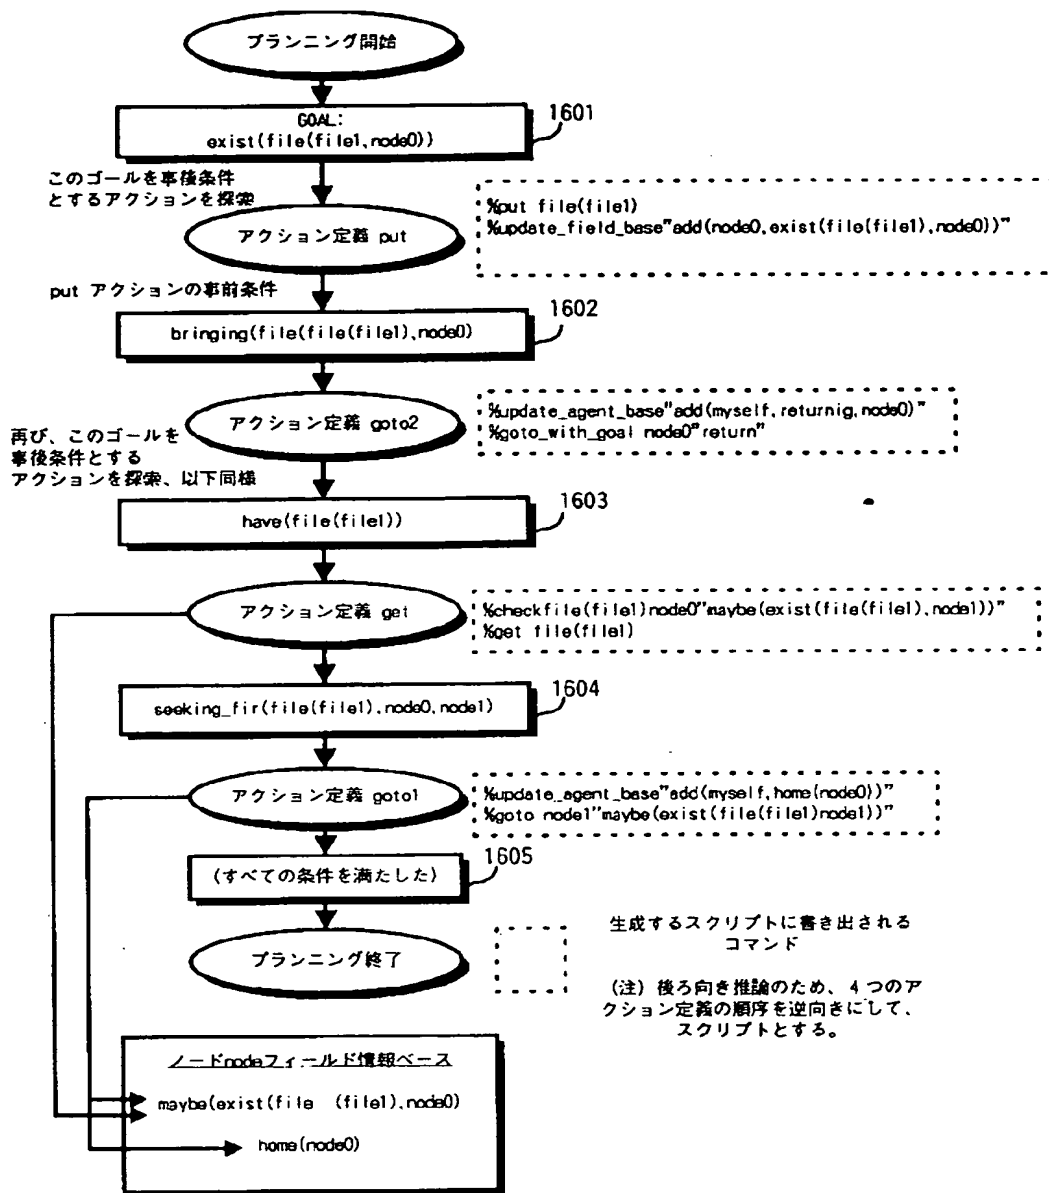 プランニング開始
GOAL:
exist(file(file1,node0))
1601
このゴールを事後条件
とするアクションを探索
アクション定義 put
%put file(file1)
%update_field_base"add(node0,exist(file(file1),node0))"
put アクションの事前条件
1602
bringing(file(file(file1),node0)
アクション定義 goto2
%update_agent_base"add(myself,returnig,node0)"
%goto_with_goal node0"return"
再び、このゴールを
事後条件とする
アクションを探索、以下同様
1603
have(file(file1))
アクション定義 get
%checkfile(file1)node0"maybe(exist(file(file1),node1))"
%get file(file1)
1604
seeking_fir(file(file1),node0,node1)
アクション定義 goto1
%update_agent_base"add(myself,home(node0))"
%goto node1"maybe(exist(file(file1)node1))"
1605
(すべての条件を満たした)
プランニング終了
生成するスクリプトに書き出される
コマンド
(注) 後ろ向き推論のため、4つのア
クション定義の順序を逆向きにして、
スクリプトとする。
ノードnodeフィールド情報ベース
maybe(exist(file (file1),node0)
home(node0)